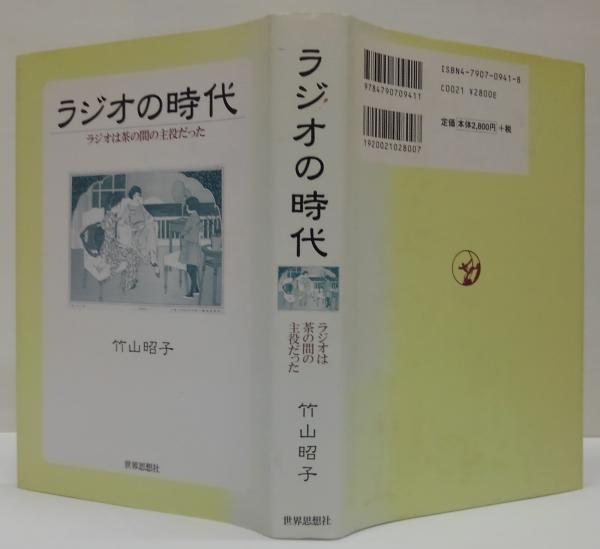 ラジオの時代
ラジオは茶の間の主役だった
竹山昭子
世界思想社
ラジオの時代
ラジオは
茶の間の
主役だった
竹山昭子
世界思想社
9784790709411
ISBN4-7907-0941-8
C0021 ¥2800E
1920021028007
定価 本体2,800円 +税